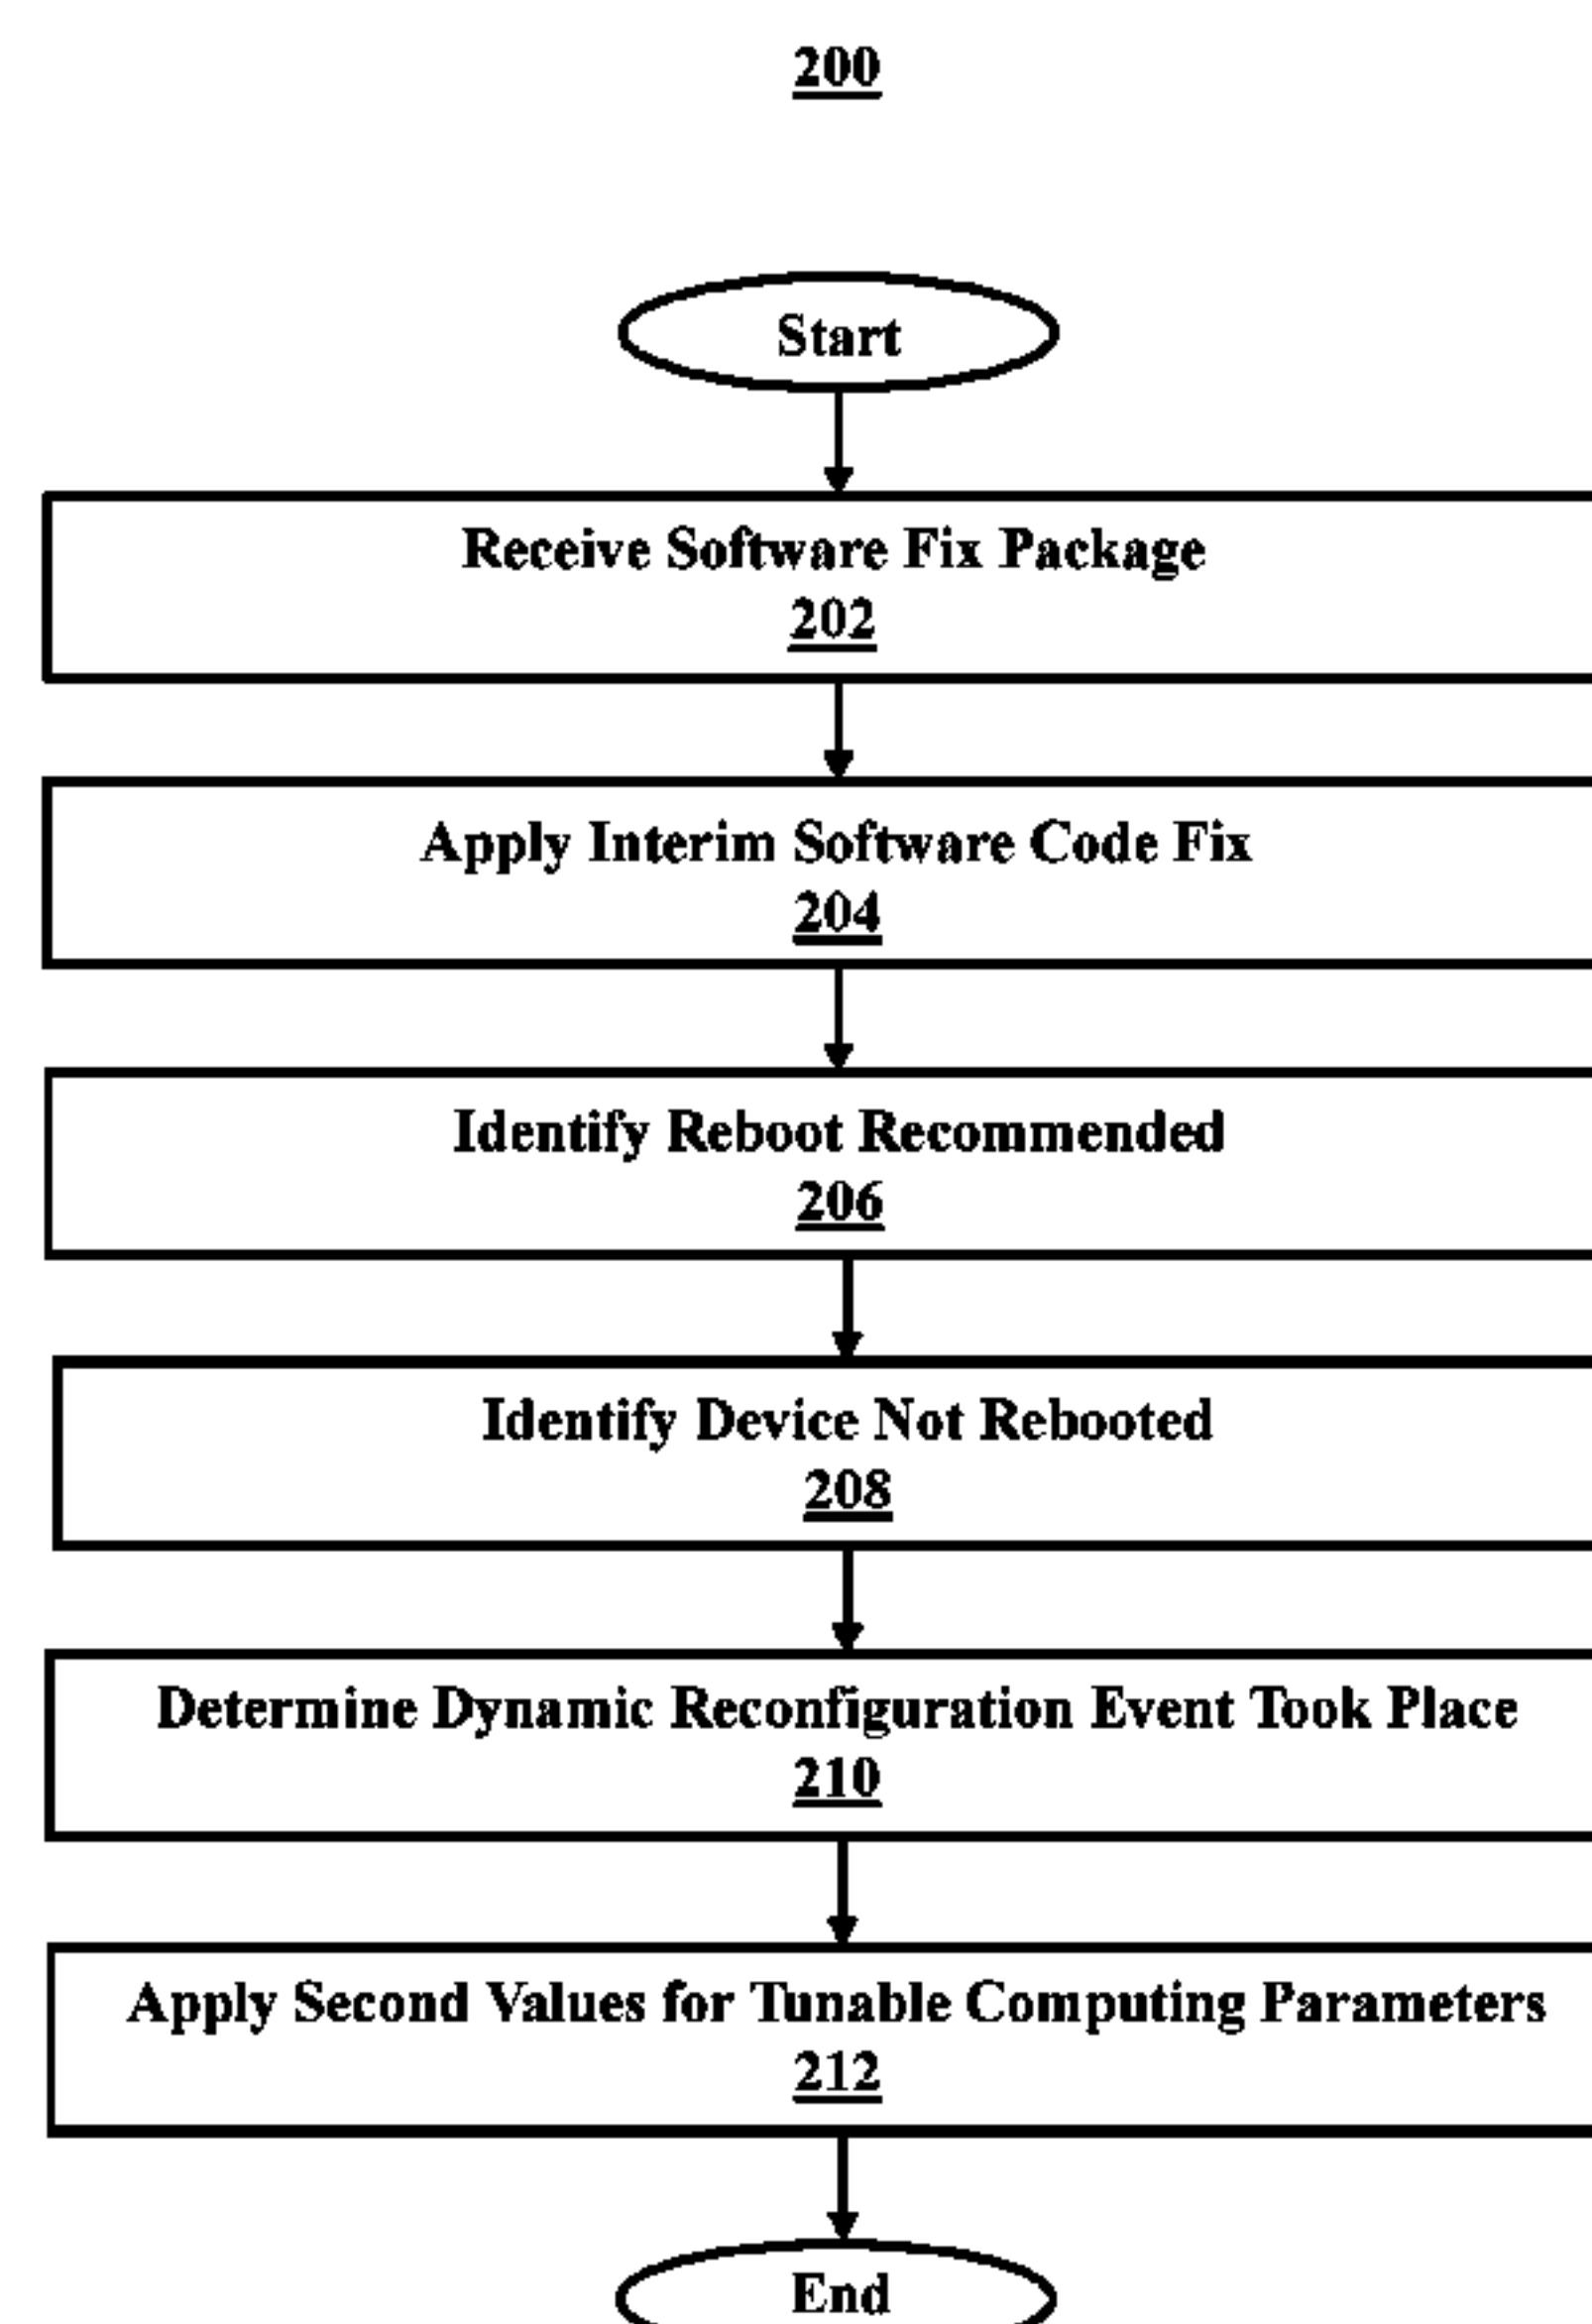 200
Start
Receive Software Fix Package
202
Apply Interim Software Code Fix
204
Identify Reboot Recommended
206
Identify Device Not Rebooted
208
Determine Dynamic Reconfiguration Event Took Place
210
Apply Second Values for Tunable Computing Parameters
212
End